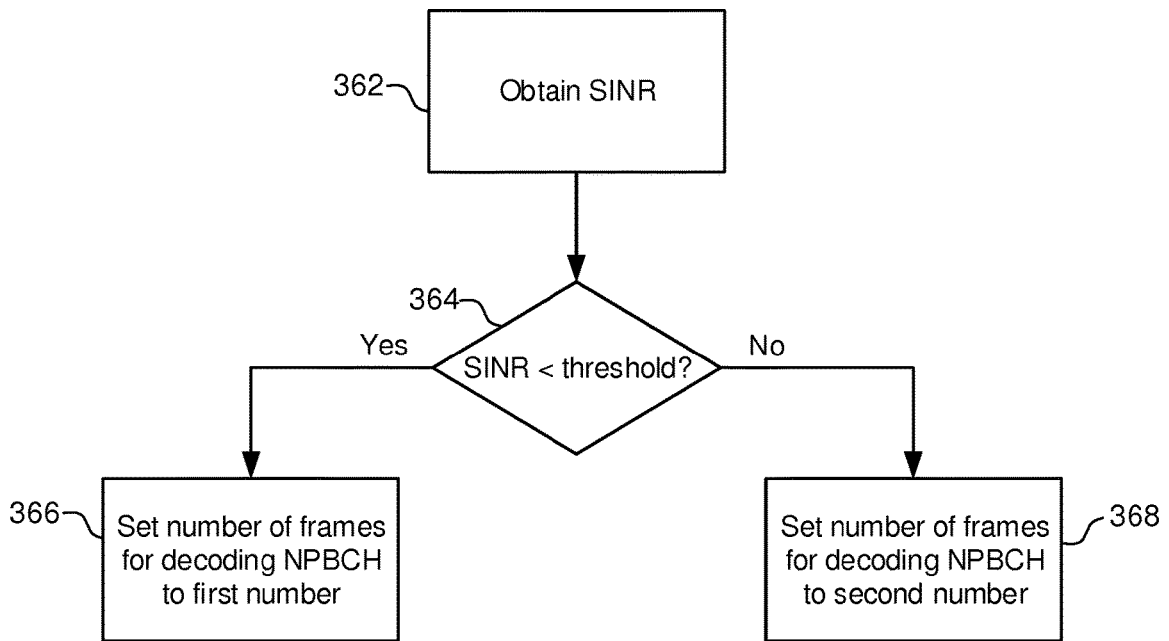 362
Obtain SINR
364
Yes
SINR < threshold?
No
366
Set number of frames
for decoding NPBCH
to first number
Set number of frames
for decoding NPBCH
to second number
368